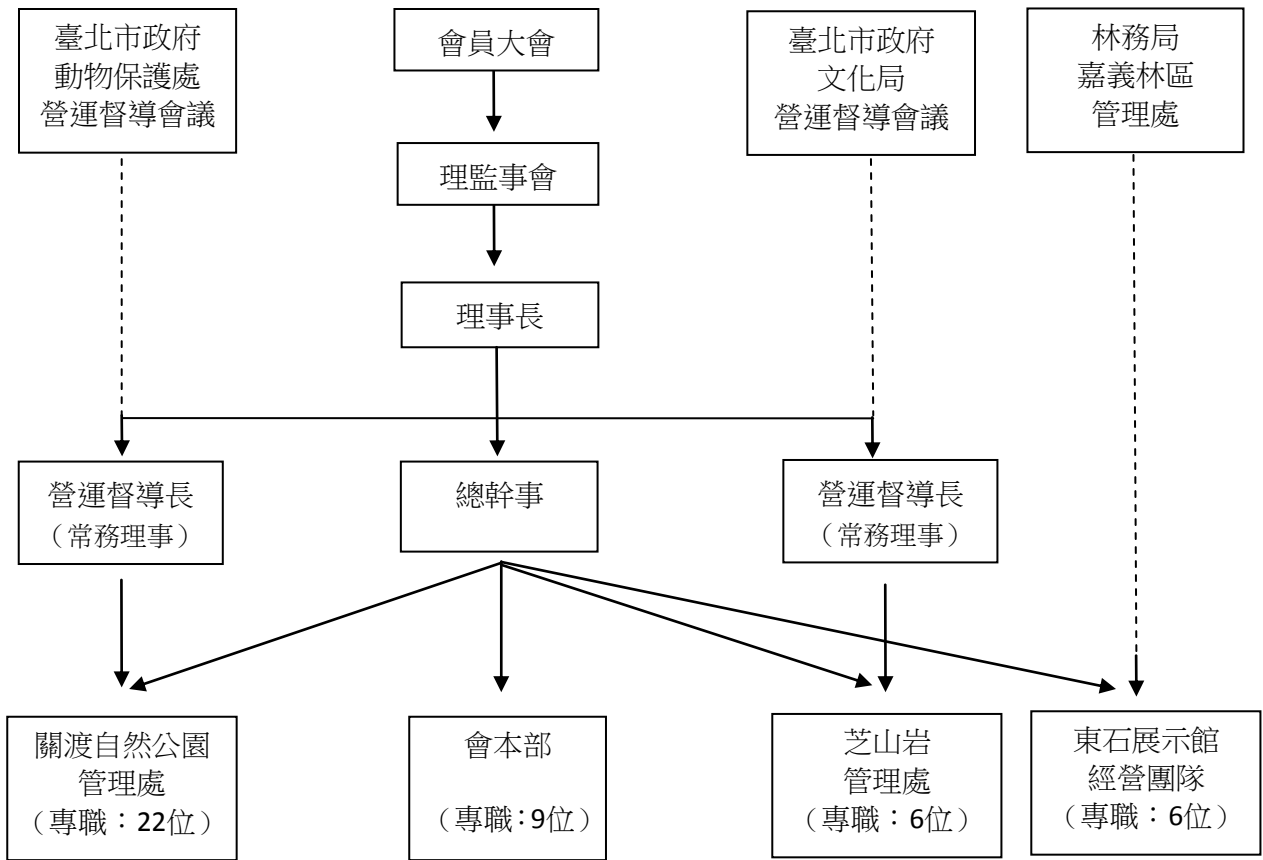 臺北市政府
動物保護處
營運督導會議
會員大會
臺北市政府
文化局
營運督導會議
林務局
嘉義林區
管理處
理監事會
理事長
營運督導長
（常務理事）
總幹事
營運督導長
（常務理事）
關渡自然公園
管理處
（專職：22位）
會本部
（專職：9位）
芝山岩
管理處
（專職：6位）
東石展示館
經營團隊
（專職：6位）